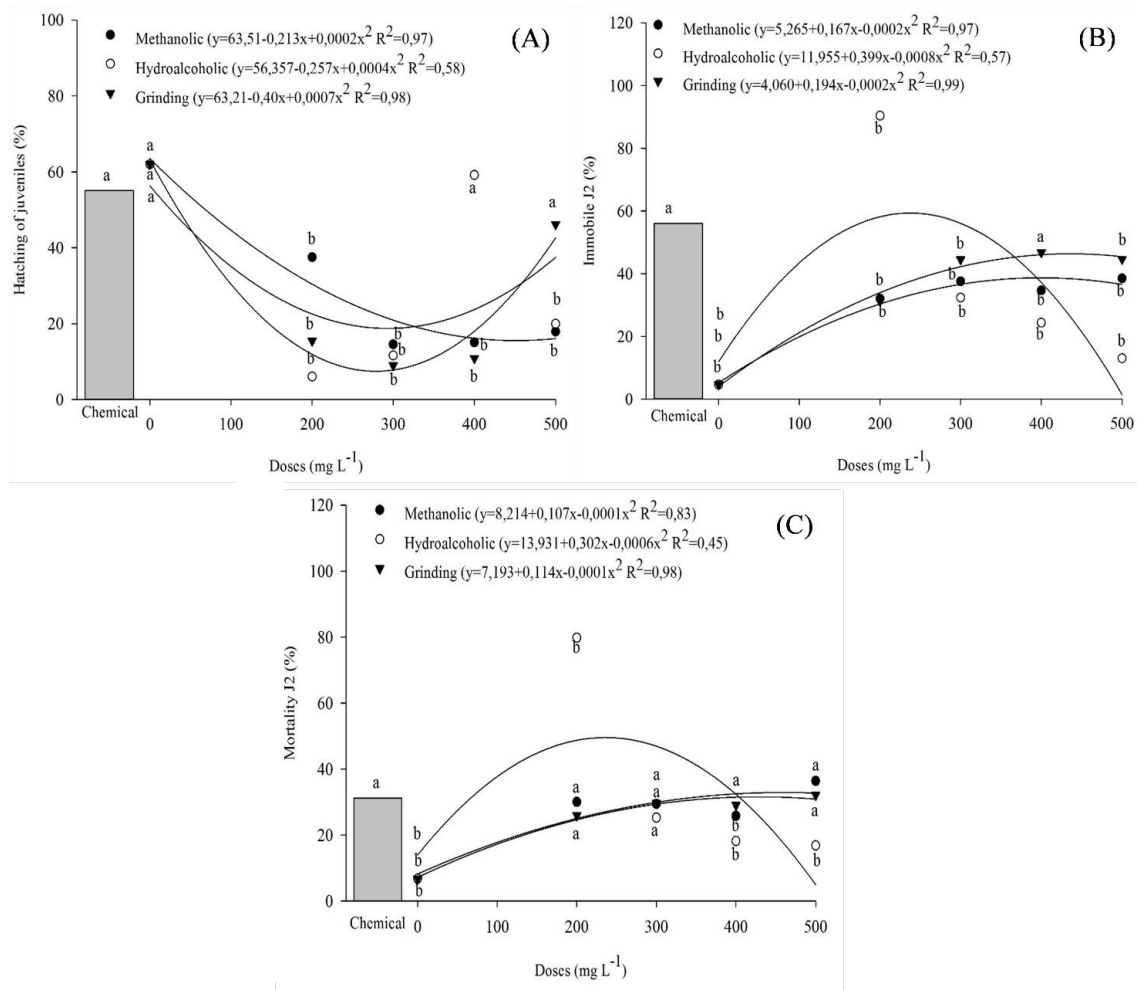 (A)
Methanolic (y=63,51-0,213x+0,0002x² R²=0,97)
Hydroalcoholic (y=56,357-0,257x+0,0004x² R²=0,58)
Grinding (y=63,21-0,40x+0,0007x² R²=0,98)
Hatching of juveniles (%)
100
80
60
40
20
0
a
a
a
a
b
b
b
b
b
b
a
b
b
a
b
b
Chemical
0
100
200
300
400
500
Doses (mg L⁻¹)
(B)
Methanolic (y=5,265+0,167x-0,0002x² R²=0,97)
Hydroalcoholic (y=11,955+0,399x-0,0008x² R²=0,57)
Grinding (y=4,060+0,194x-0,0002x² R²=0,99)
Immobile J2 (%)
120
100
80
60
40
20
0
a
b
b
b
b
b
b
b
b
b
a
b
b
b
b
b
Chemical
0
100
200
300
400
500
Doses (mg L⁻¹)
(C)
Methanolic (y=8,214+0,107x-0,0001x² R²=0,83)
Hydroalcoholic (y=13,931+0,302x-0,0006x² R²=0,45)
Grinding (y=7,193+0,114x-0,0001x² R²=0,98)
Mortality J2 (%)
120
100
80
60
40
20
0
a
b
b
b
b
a
a
a
a
a
a
b
b
a
a
b
Chemical
0
100
200
300
400
500
Doses (mg L⁻¹)